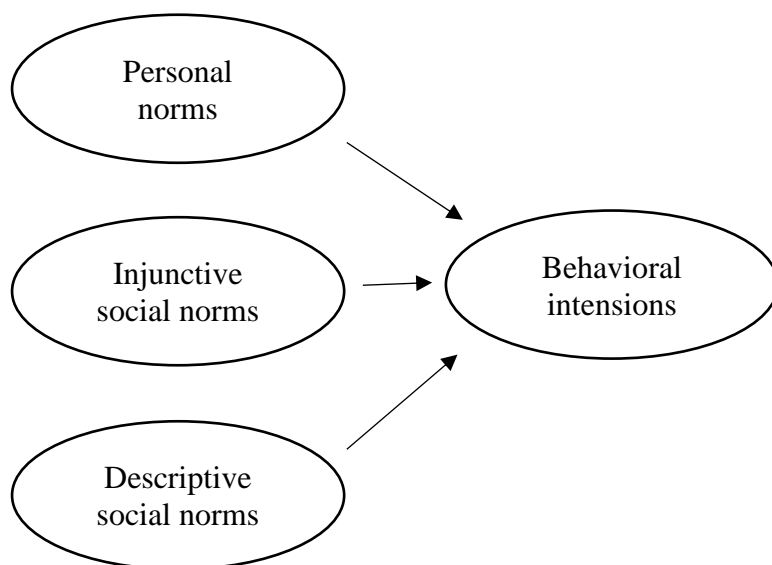 Personal
norms
Injunctive
social norms
Behavioral
intensions
Descriptive
social norms